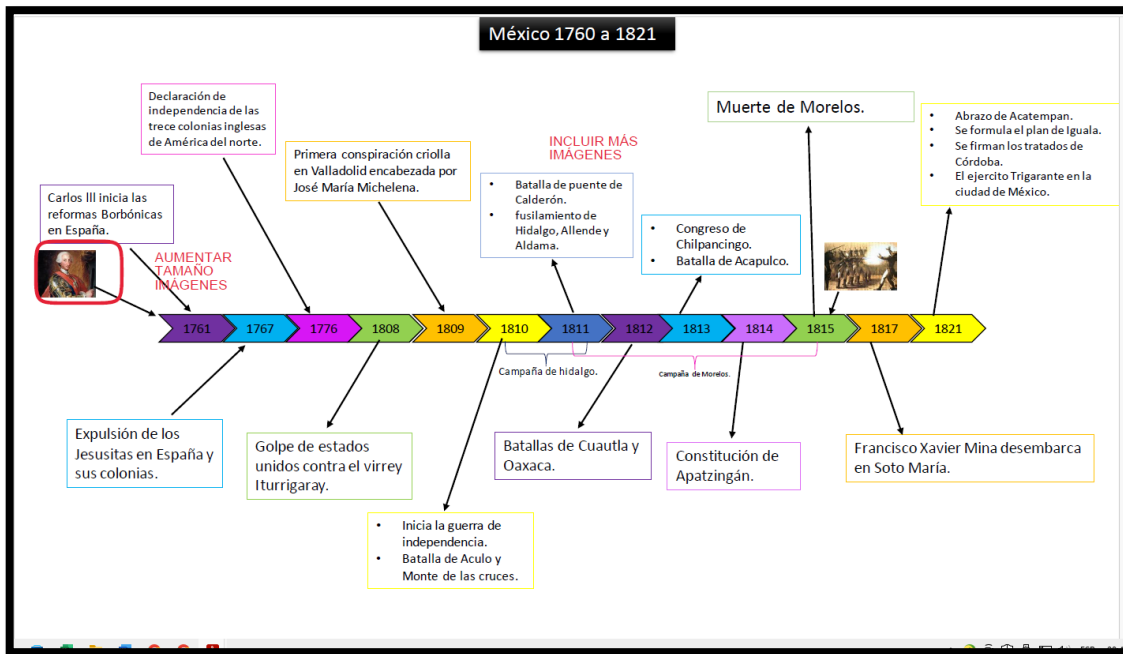 México 1760 a 1821
Declaración de
independencia de las
trece colonias inglesas
de América del norte.
Muerte de Morelos.
• Abrazo de Acatempan.
• Se formula el plan de Iguala.
• Se firman los tratados de
Córdoba.
• El ejercito Trigarante en la
ciudad de México.
Primera conspiración criolla
en Valladolid encabezada por
José María Michelena.
INCLUIR MÁS
IMÁGENES
• Batalla de puente de
Calderón.
• fusilamiento de
Hidalgo, Allende y
Aldama.
Carlos lll inicia las
reformas Borbónicas
en España.
• Congreso de
Chilpancingo.
• Batalla de Acapulco.
AUMENTAR
TAMAÑO
IMÁGENES
1761 1767 1776 1808 1809 1810 1811 1812 1813 1814 1815 1817 1821
Campaña de hidalgo.
Campaña de Morelos.
Expulsión de los
Jesusitas en España y
sus colonias.
Golpe de estados
unidos contra el virrey
Iturrigaray.
Batallas de Cuautla y
Oaxaca.
Constitución de
Apatzingán.
Francisco Xavier Mina desembarca
en Soto María.
• Inicia la guerra de
independencia.
• Batalla de Aculo y
Monte de las cruces.